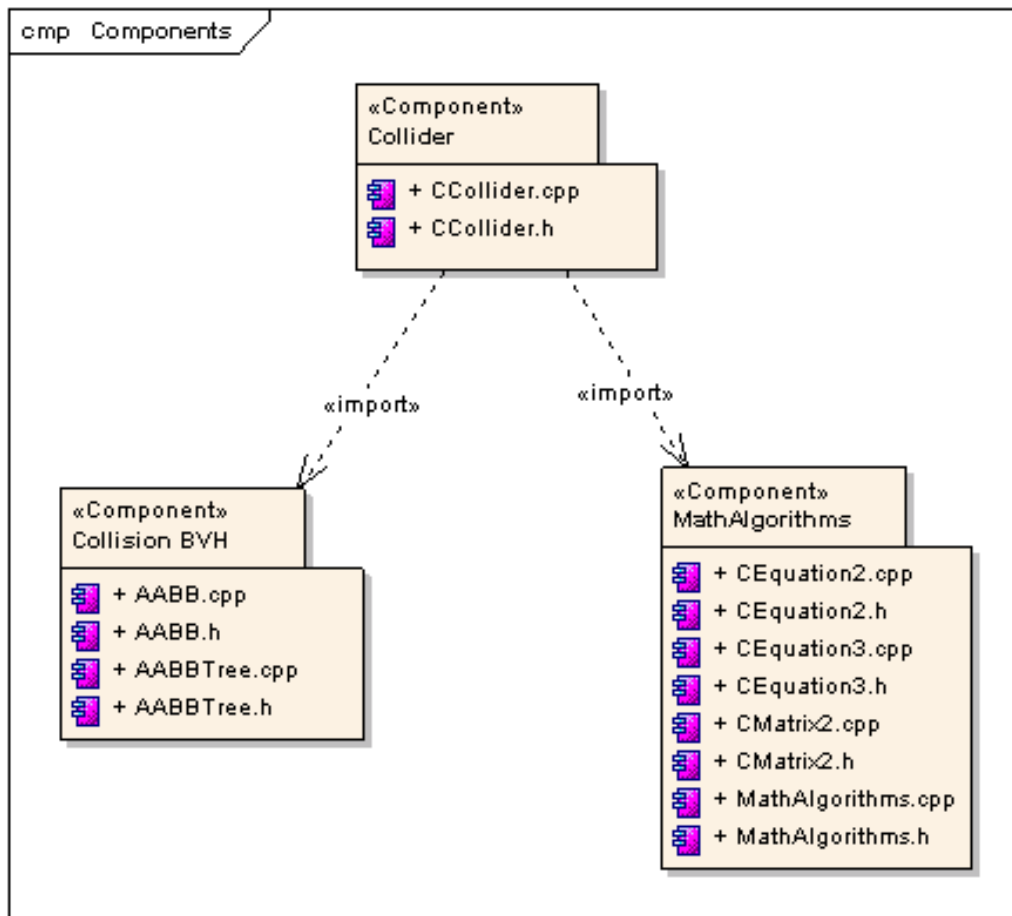 cmp Components
«Component»
Collider
+ CCollider.cpp
+ CCollider.h
«import»
«import»
«Component»
Collision BVH
+ AABB.cpp
+ AABB.h
+ AABBTree.cpp
+ AABBTree.h
«Component»
MathAlgorithms
+ CEquation2.cpp
+ CEquation2.h
+ CEquation3.cpp
+ CEquation3.h
+ CMatrix2.cpp
+ CMatrix2.h
+ MathAlgorithms.cpp
+ MathAlgorithms.h